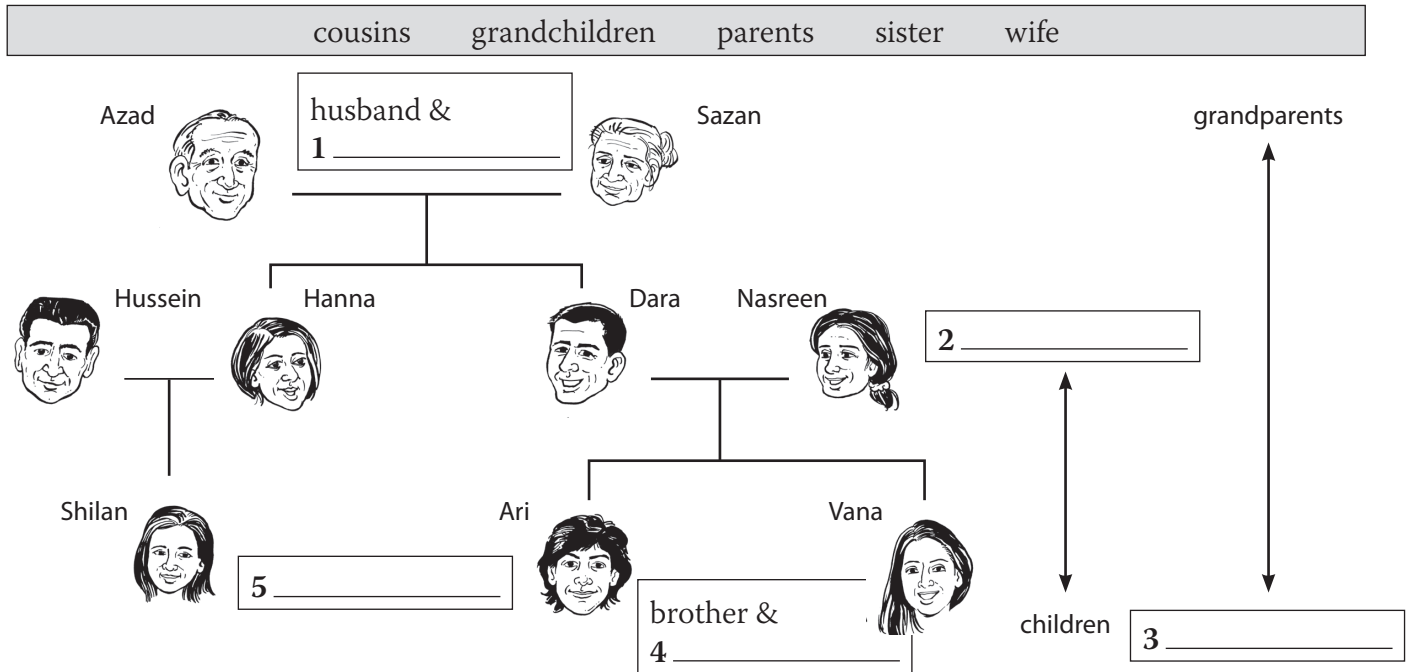 cousins grandchildren parents sister wife
Azad
husband &
1
Sazan
grandparents
Hussein
Hanna
Dara
Nasreen
2
Shilan
5
Ari
brother &
4
Vana
children
3